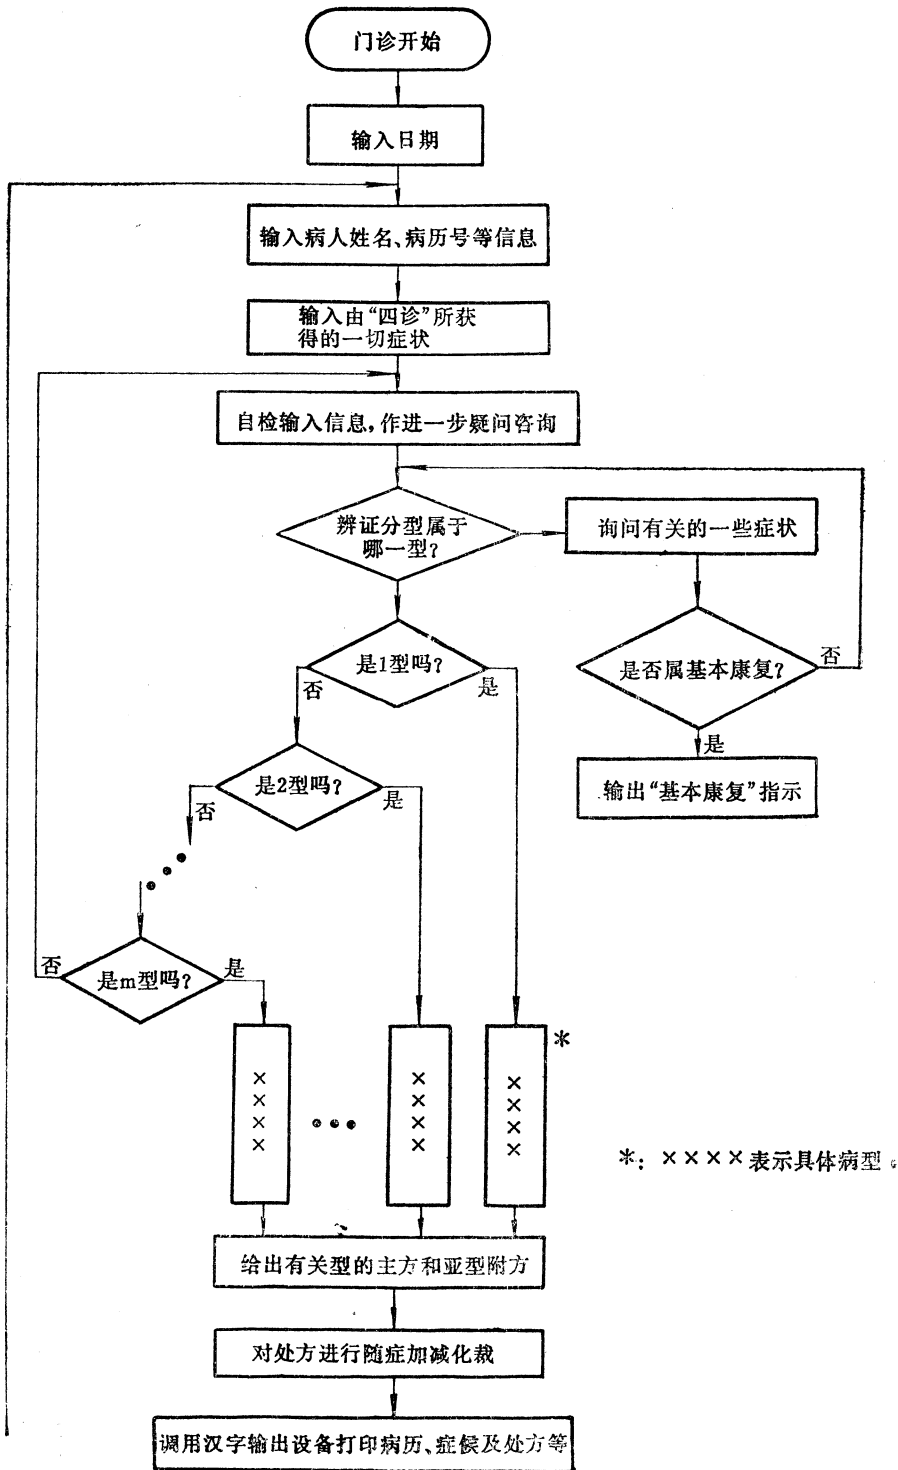 门诊开始
输入日期
输入病人姓名、病历号等信息
输入由“四诊”所获
得的一切症状
自检输入信息,作进一步疑问咨询
辨证分型属于
哪一型?
询问有关的一些症状
是1型吗?
是否属基本康复?
否
否
是
是
是2型吗?
输出“基本康复”指示
否
是
否
是m型吗?
是
*
×
×
×
×
×
×
×
×
×
×
×
×
*: ××××表示具体病型。
给出有关型的主方和亚型附方
对处方进行随症加减化裁
调用汉字输出设备打印病历、症候及处方等